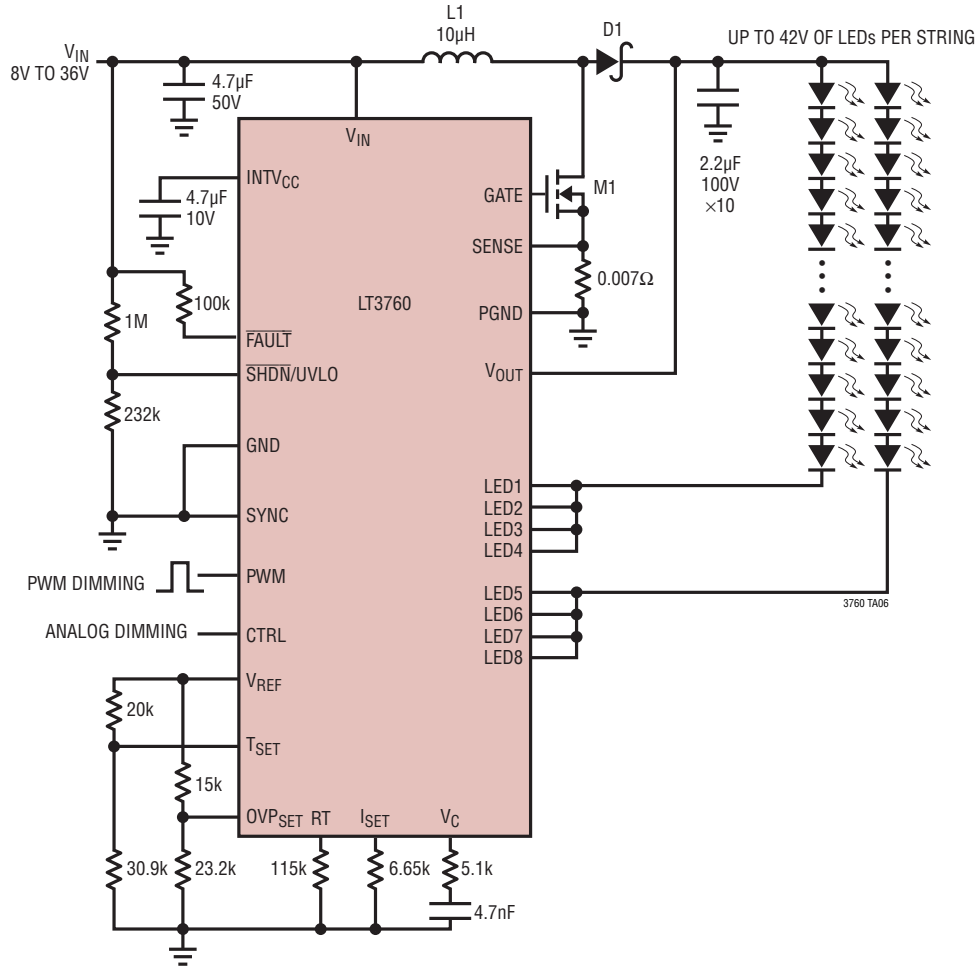 L1
10µH
D1
UP TO 42V OF LEDs PER STRING
VIN
8V TO 36V
4.7µF
50V
VIN
2.2µF
100V
×10
INTVCC
4.7µF
10V
GATE
M1
SENSE
0.007Ω
LT3760
100k
1M
PGND
FAULT
SHDN/UVLO
VOUT
232k
GND
LED1
LED2
LED3
LED4
SYNC
PWM DIMMING
PWM
LED5
LED6
LED7
LED8
3760 TA06
ANALOG DIMMING
CTRL
VREF
20k
TSET
15k
OVPSET
RT
ISET
VC
30.9k
23.2k
115k
6.65k
5.1k
4.7nF